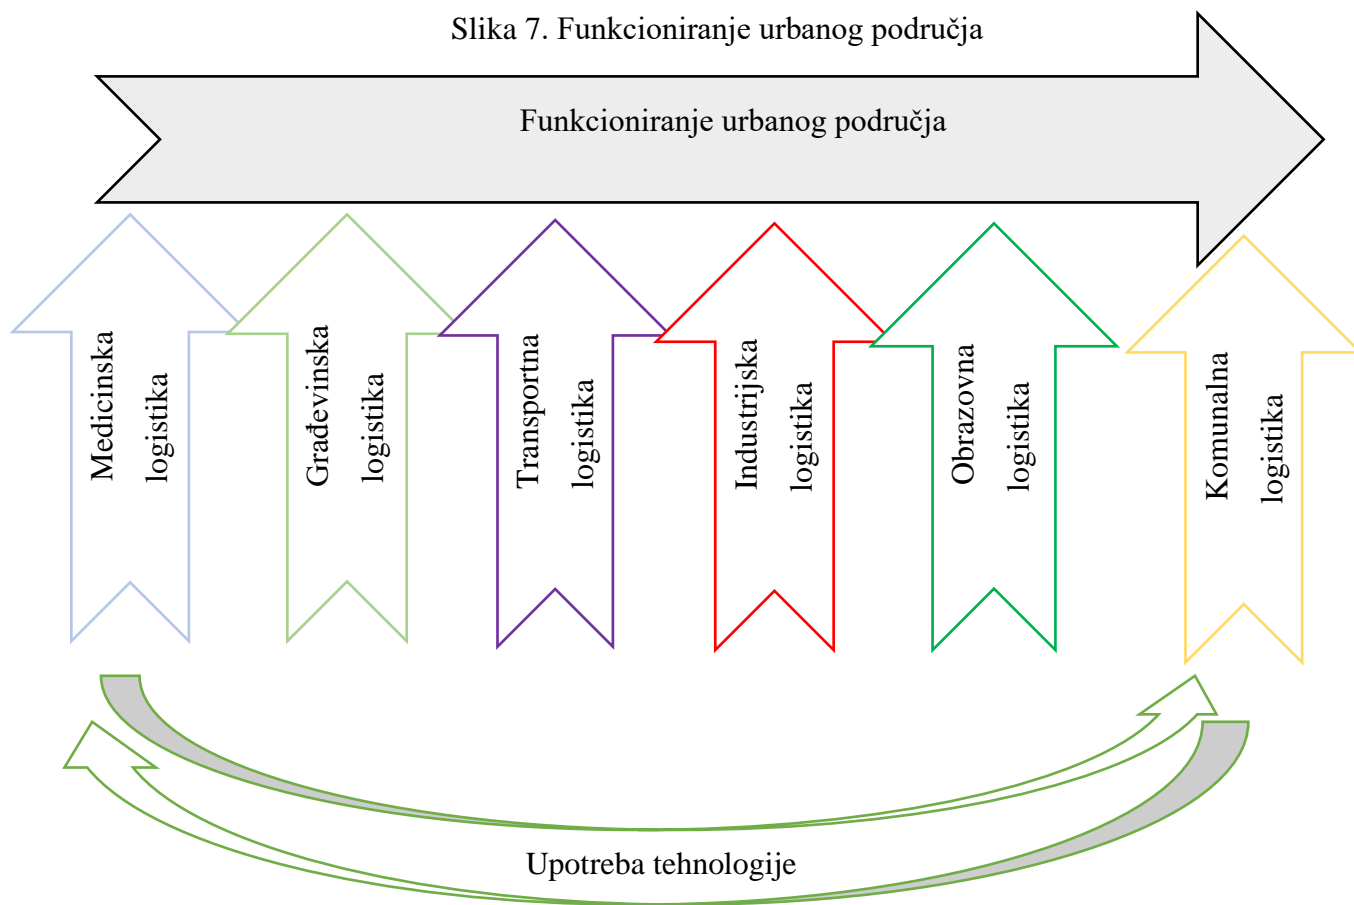 Slika 7. Funkcioniranje urbanog područja
Funkcioniranje urbanog područja
Medicinska
logistika
Građevinska
logistika
Transportna
logistika
Industrijska
logistika
Obrazovna
logistika
Komunalna
logistika
Upotreba tehnologije